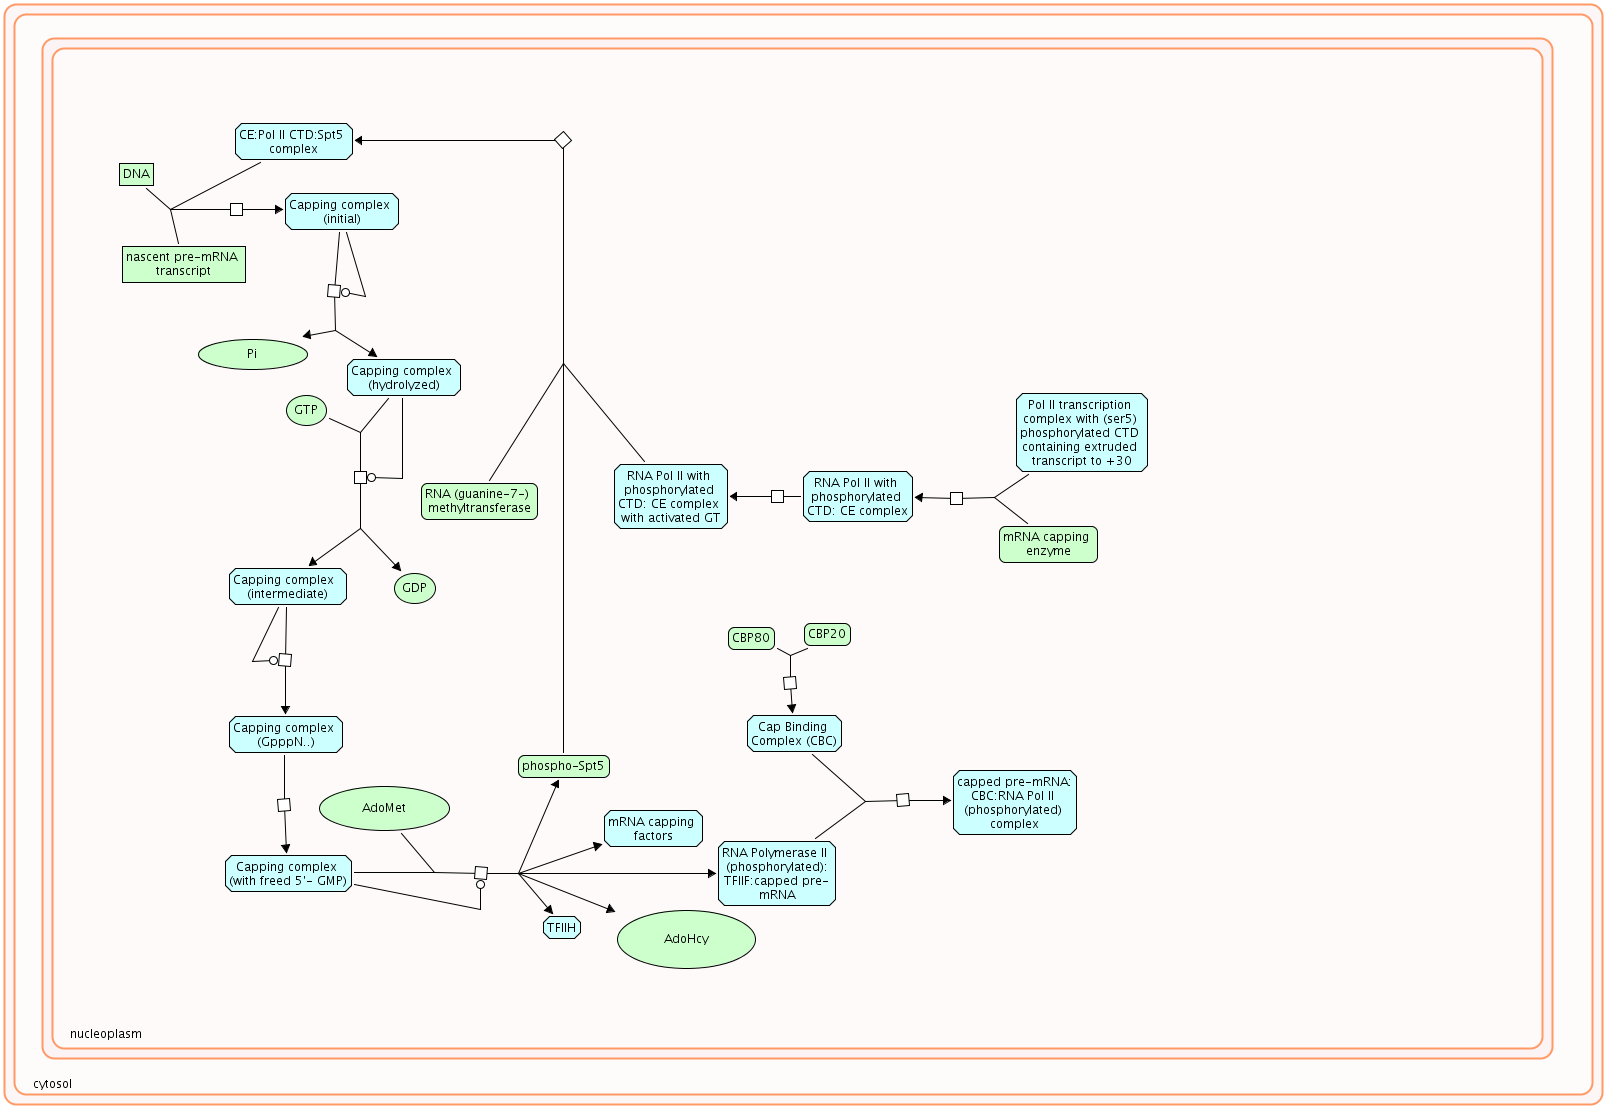 CE:Pol II CTD:Spt5
complex
DNA
Capping complex
(initial)
nascent pre-mRNA
transcript
Pi
Capping complex
(hydrolyzed)
GTP
Pol II transcription
complex with (ser5)
phosphorylated CTD
containing extruded
transcript to +30
RNA (guanine-7-)
methyltransferase
RNA Pol II with
phosphorylated
CTD: CE complex
with activated GT
RNA Pol II with
phosphorylated
CTD: CE complex
mRNA capping
enzyme
Capping complex
(intermediate)
GDP
CBP80
CBP20
Capping complex
(GpppN..)
Cap Binding
Complex (CBC)
phospho-Spt5
AdoMet
mRNA capping
factors
capped pre-mRNA:
CBC:RNA Pol II
(phosphorylated)
complex
Capping complex
(with freed 5'- GMP)
RNA Polymerase II
(phosphorylated):
TFIIF:capped pre-
mRNA
TFIIH
AdoHcy
nucleoplasm
cytosol